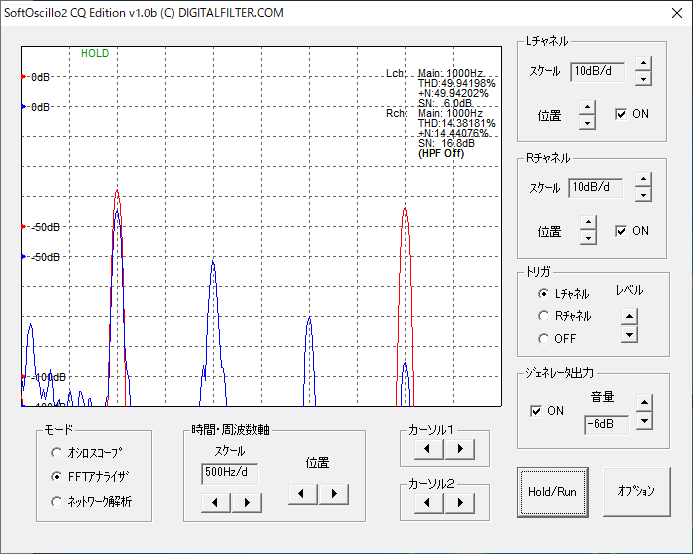 SoftOscillo2 CQ Edition v1.0b (C) DIGITALFILTER.COM
HOLD
0dB
0dB
-50dB
-50dB
-100dB
Lch: Main: 1000Hz
THD:49.94198%
+N:49.94202%
SN: 6.0dB
Rch: Main: 1000Hz
THD:14.38181%
+N:14.44076%
SN: 16.8dB
(HPF Off)
Lチャネル
スケール 10dB/d
位置 ON
Rチャネル
スケール 10dB/d
位置 ON
トリガ
Lチャネル レベル
Rチャネル
OFF
ジェネレータ出力
ON 音量
-6dB
モード
オシロスコープ
FFTアナライザ
ネットワーク解析
時間・周波数軸
スケール
500Hz/d
位置
カーソル1
カーソル2
Hold/Run
オプション